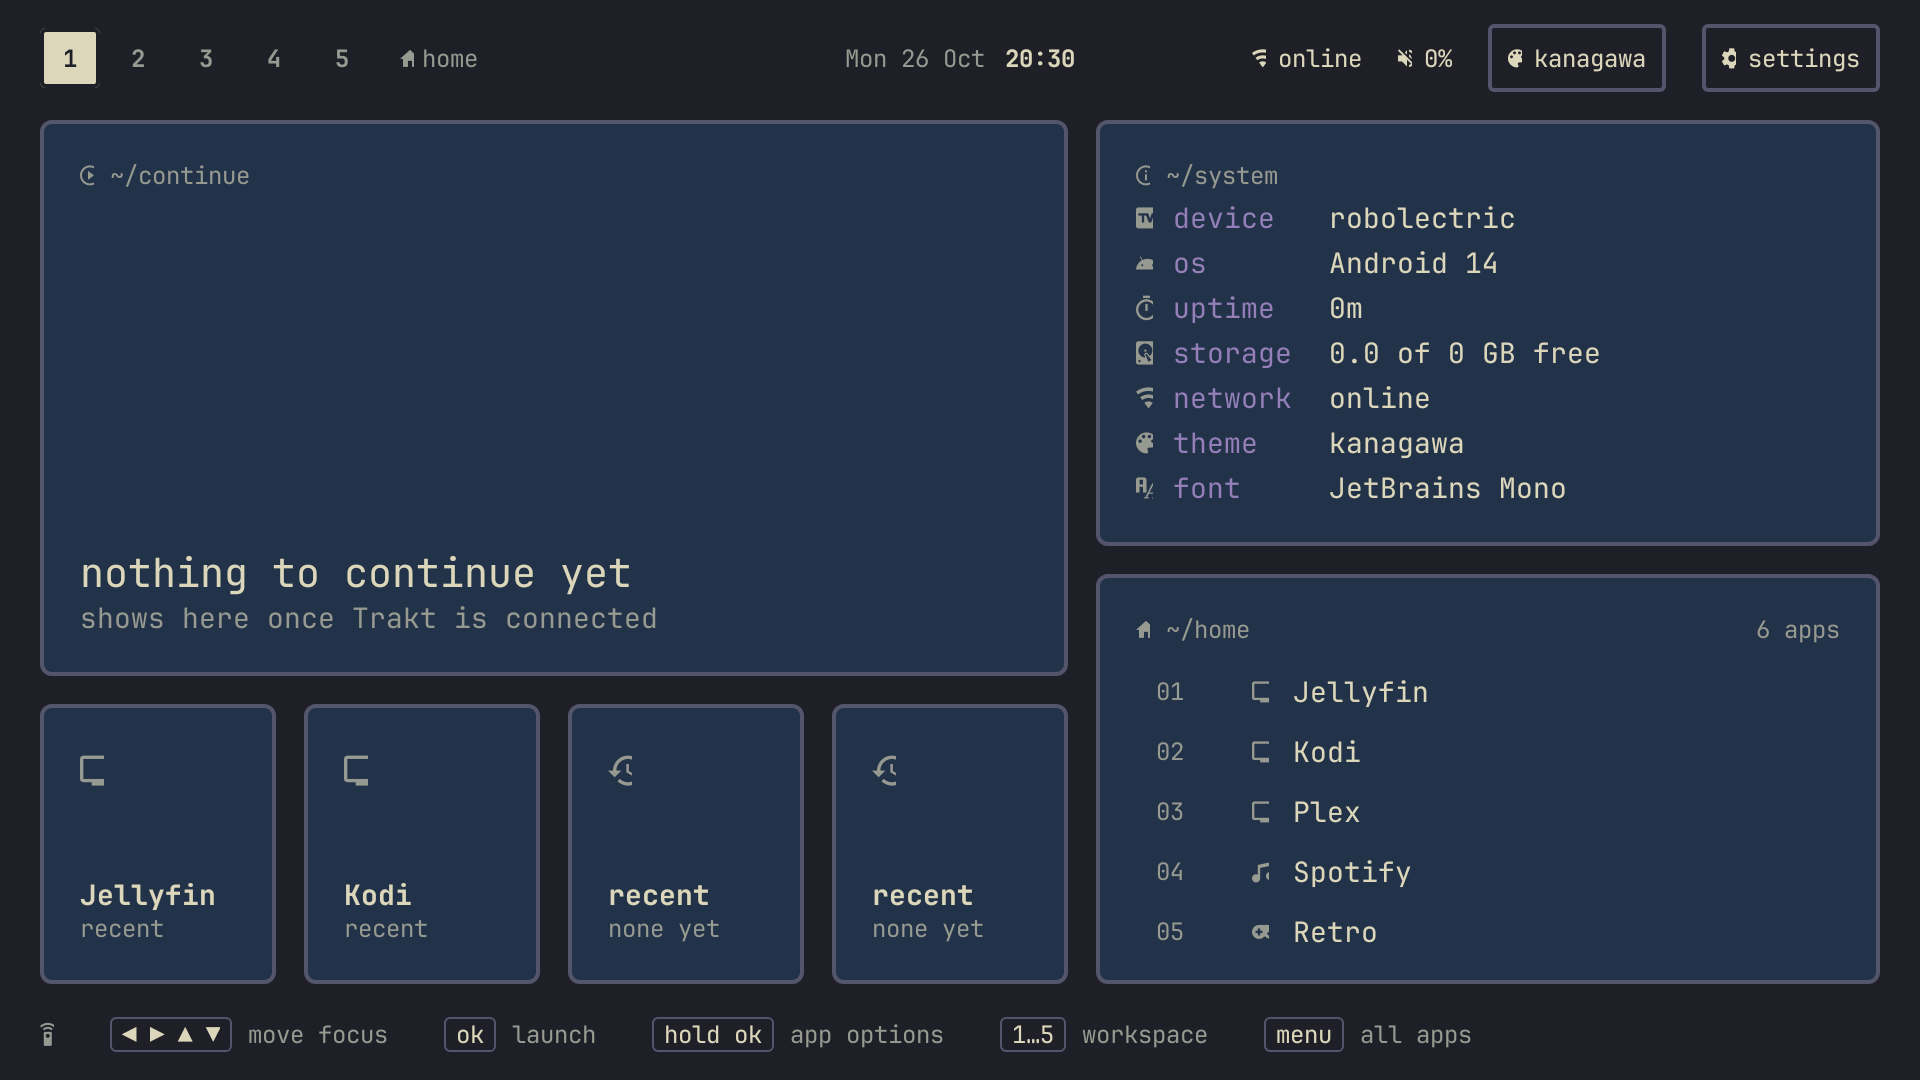 1 2 3 4 5 home
Mon 26 Oct 20:30
online 0% kanagawa settings
~/continue
nothing to continue yet
shows here once Trakt is connected
~/system
device robolectric
os Android 14
uptime 0m
storage 0.0 of 0 GB free
network online
theme kanagawa
font JetBrains Mono
Jellyfin
recent
Kodi
recent
recent
none yet
recent
none yet
~/home 6 apps
01 Jellyfin
02 Kodi
03 Plex
04 Spotify
05 Retro
◀ ▶ ▲ ▼ move focus ok launch hold ok app options 1…5 workspace menu all apps